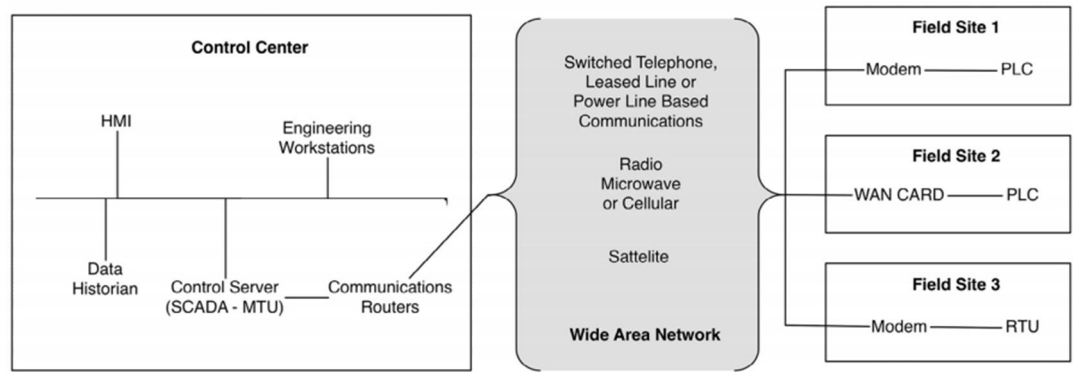 Control Center
HMI
Engineering
Workstations
Data
Historian
Control Server
(SCADA - MTU)
Communications
Routers
Switched Telephone,
Leased Line or
Power Line Based
Communications
Radio
Microwave
or Cellular
Sattelite
Wide Area Network
Field Site 1
Modem
PLC
Field Site 2
WAN CARD
PLC
Field Site 3
Modem
RTU